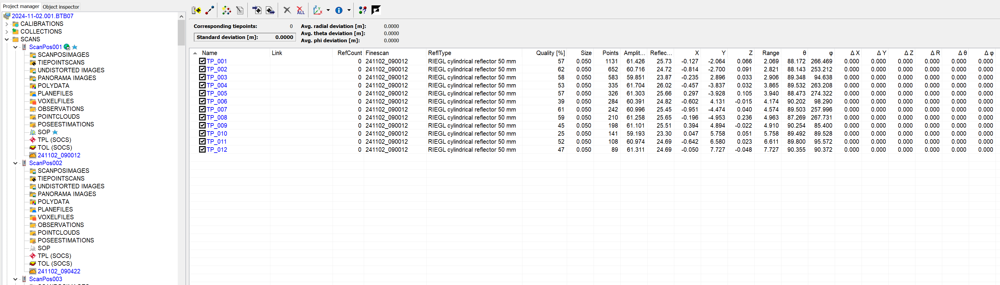 Project manager Object inspector
2024-11-02.001.BTB07
CALIBRATIONS
COLLECTIONS
SCANS
ScanPos001
SCANPOSIMAGES
TIEPOINTSCANS
UNDISTORTED IMAGES
PANORAMA IMAGES
POLYDATA
PLANEFILES
VOXELFILES
OBSERVATIONS
POINTCLOUDS
POSEESTIMATIONS
SOP
TPL (SOCS)
TOL (SOCS)
241102_090012
ScanPos002
SCANPOSIMAGES
TIEPOINTSCANS
UNDISTORTED IMAGES
PANORAMA IMAGES
POLYDATA
PLANEFILES
VOXELFILES
OBSERVATIONS
POINTCLOUDS
POSEESTIMATIONS
SOP
TPL (SOCS)
TOL (SOCS)
241102_090422
ScanPos003
ALL Z Y X
Corresponding tiepoints: 0 Avg. radial deviation [m]: 0.0000
Avg. theta deviation [m]: 0.0000
Standard deviation [m]: 0.0000
Avg. phi deviation [m]: 0.0000
Name Link RefCount Finescan ReflType Quality [%] Size Points Amplit... Reflec... X Y Z Range θ φ Δ X Δ Y Δ Z Δ R Δ θ Δ φ
TP_001 0 241102_090012 RIEGL cylindrical reflector 50 mm 57 0.050 1131 61.426 25.73 -0.127 -2.064 0.066 2.069 88.172 266.469 0.000 0.000 0.000 0.000 0.000 0.000
TP_002 0 241102_090012 RIEGL cylindrical reflector 50 mm 62 0.050 652 60.716 24.72 -0.814 -2.700 0.091 2.821 88.143 253.212 0.000 0.000 0.000 0.000 0.000 0.000
TP_003 0 241102_090012 RIEGL cylindrical reflector 50 mm 58 0.050 583 59.851 23.87 -0.235 2.896 0.033 2.906 89.348 94.638 0.000 0.000 0.000 0.000 0.000 0.000
TP_004 0 241102_090012 RIEGL cylindrical reflector 50 mm 53 0.050 335 61.704 26.02 -0.457 -3.837 0.032 3.865 89.532 263.208 0.000 0.000 0.000 0.000 0.000 0.000
TP_005 0 241102_090012 RIEGL cylindrical reflector 50 mm 57 0.050 326 61.303 25.66 0.297 -3.928 0.105 3.940 88.473 274.322 0.000 0.000 0.000 0.000 0.000 0.000
TP_006 0 241102_090012 RIEGL cylindrical reflector 50 mm 39 0.050 284 60.391 24.82 -0.602 4.131 -0.015 4.174 90.202 98.290 0.000 0.000 0.000 0.000 0.000 0.000
TP_007 0 241102_090012 RIEGL cylindrical reflector 50 mm 61 0.050 242 60.996 25.45 -0.951 -4.474 0.040 4.574 89.503 257.996 0.000 0.000 0.000 0.000 0.000 0.000
TP_008 0 241102_090012 RIEGL cylindrical reflector 50 mm 59 0.050 210 61.258 25.65 -0.196 -4.953 0.236 4.963 87.269 267.731 0.000 0.000 0.000 0.000 0.000 0.000
TP_009 0 241102_090012 RIEGL cylindrical reflector 50 mm 45 0.050 198 61.101 25.51 0.394 4.894 -0.022 4.910 90.254 85.400 0.000 0.000 0.000 0.000 0.000 0.000
TP_010 0 241102_090012 RIEGL cylindrical reflector 50 mm 25 0.050 141 59.193 23.30 0.047 5.758 0.051 5.758 89.492 89.528 0.000 0.000 0.000 0.000 0.000 0.000
TP_011 0 241102_090012 RIEGL cylindrical reflector 50 mm 52 0.050 108 60.974 24.69 -0.642 6.580 0.023 6.611 89.800 95.572 0.000 0.000 0.000 0.000 0.000 0.000
TP_012 0 241102_090012 RIEGL cylindrical reflector 50 mm 47 0.050 89 61.311 24.69 -0.050 7.727 -0.048 7.727 90.355 90.372 0.000 0.000 0.000 0.000 0.000 0.000